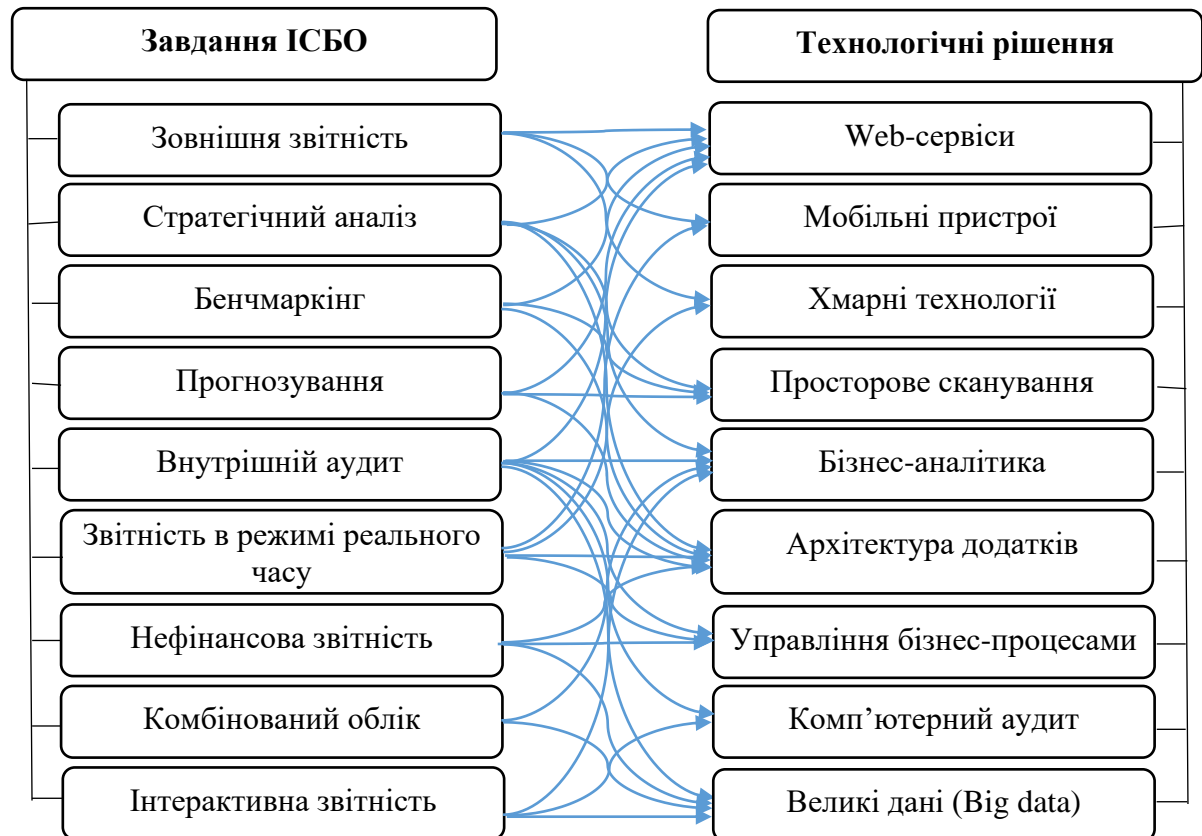 Завдання ІСБО
Технологічні рішення
Зовнішня звітність
Web-сервіси
Стратегічний аналіз
Мобільні пристрої
Бенчмаркінг
Хмарні технології
Прогнозування
Просторове сканування
Внутрішній аудит
Бізнес-аналітика
Звітність в режимі реального
часу
Архітектура додатків
Нефінансова звітність
Управління бізнес-процесами
Комбінований облік
Комп’ютерний аудит
Інтерактивна звітність
Великі дані (Big data)